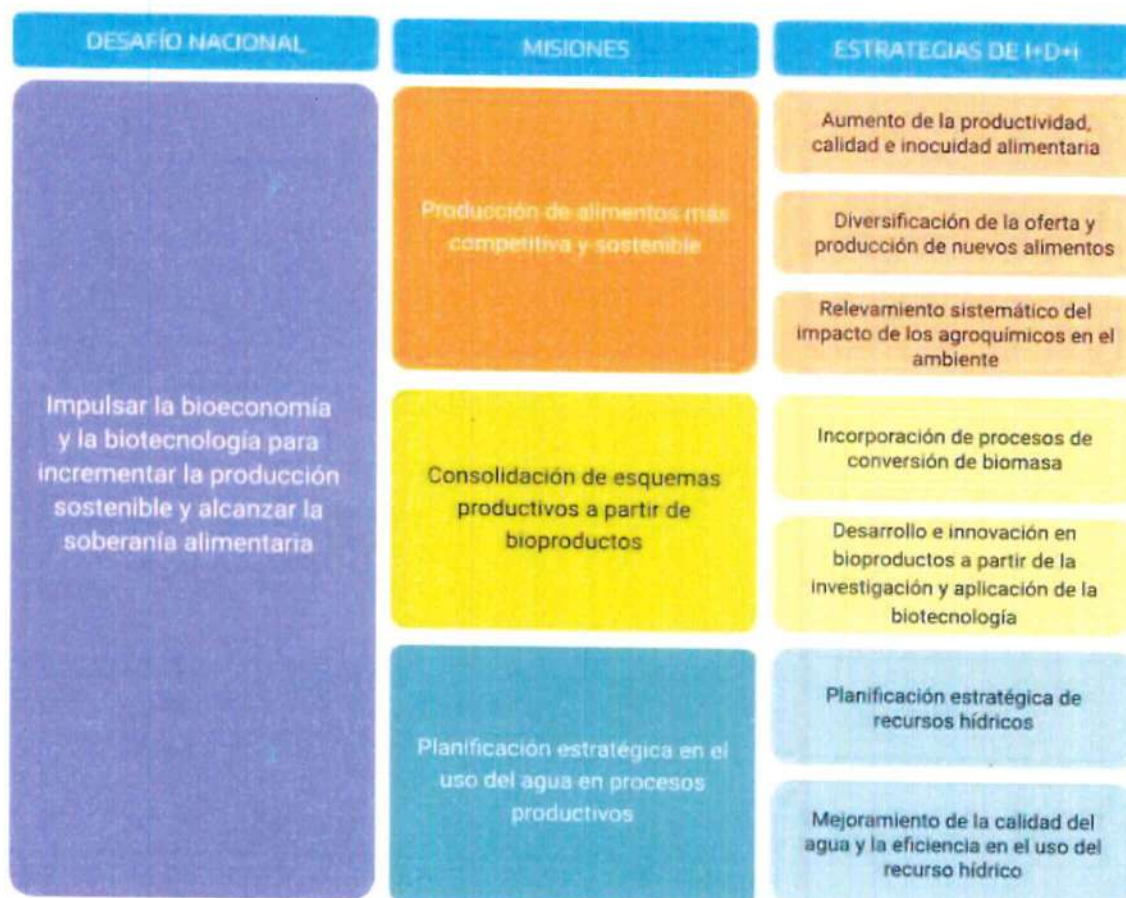 DESAFÍO NACIONAL
MISIONES
ESTRATEGIAS DE I+D+i
Impulsar la bioeconomía
y la biotecnología para
incrementar la producción
sostenible y alcanzar la
soberanía alimentaria
Producción de alimentos más
competitiva y sostenible
Aumento de la productividad,
calidad e inocuidad alimentaria
Diversificación de la oferta y
producción de nuevos alimentos
Relevamiento sistemático del
impacto de los agroquímicos en el
ambiente
Consolidación de esquemas
productivos a partir de
bioproductos
Incorporación de procesos de
conversión de biomasa
Desarrollo e innovación en
bioproductos a partir de la
investigación y aplicación de la
biotecnología
Planificación estratégica en el
uso del agua en procesos
productivos
Planificación estratégica de
recursos hídricos
Mejoramiento de la calidad del
agua y la eficiencia en el uso del
recurso hídrico